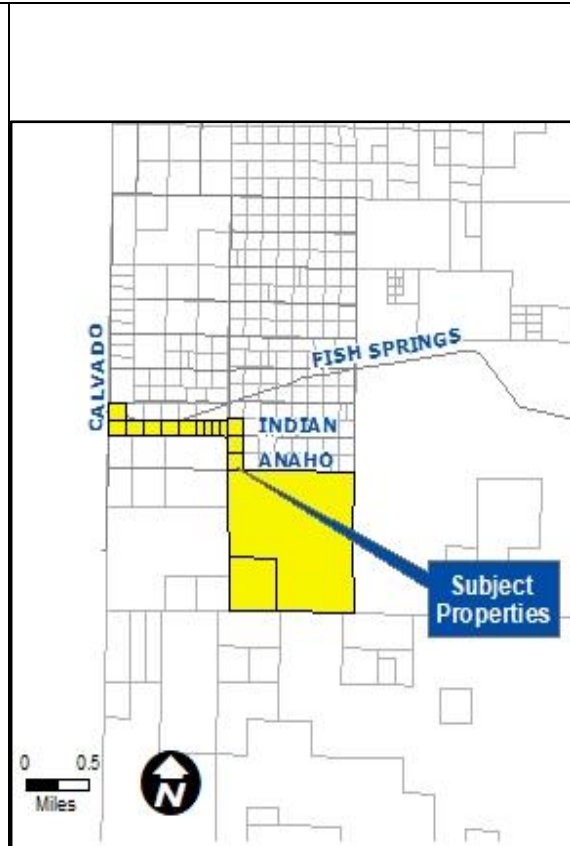 CALVADO
FISH SPRINGS
INDIAN
ANAHO
Subject
Properties
0 0.5
Miles
N